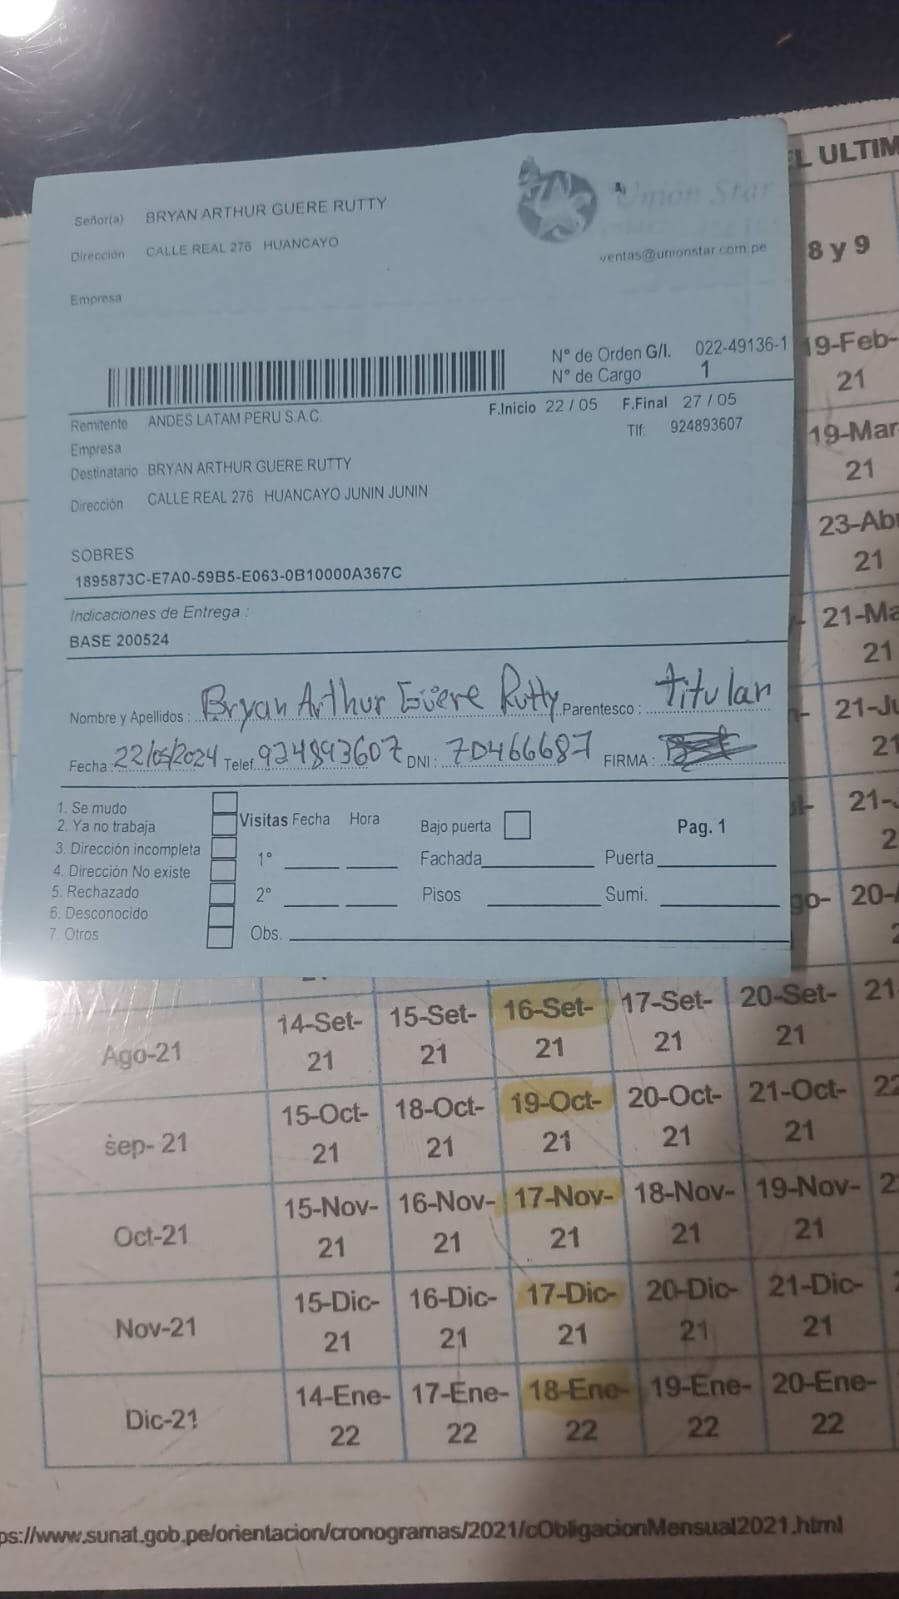 Señor(a) BRYAN ARTHUR GUERE RUTTY
Unión Star
Dirección CALLE REAL 276 HUANCAYO
ventas@unionstar.com.pe
Empresa
N° de Orden G/I. 022-49136-1
N° de Cargo 1
Remitente ANDES LATAM PERU S.A.C.
F.Inicio 22 / 05 F.Final 27 / 05
Empresa
Tlf: 924893607
Destinatario BRYAN ARTHUR GUERE RUTTY
Dirección CALLE REAL 276 HUANCAYO JUNIN JUNIN
SOBRES
1895873C-E7A0-59B5-E063-0B10000A367C
Indicaciones de Entrega :
BASE 200524
Nombre y Apellidos : Bryan Arthur Guere Rutty Parentesco : titular
Fecha 22/05/2024 Telef. 924893607 DNI : 70466687 FIRMA :
1. Se mudo
2. Ya no trabaja
3. Dirección incompleta
4. Dirección No existe
5. Rechazado
6. Desconocido
7. Otros
Visitas Fecha Hora Bajo puerta Pag. 1
1° Fachada Puerta
2° Pisos Sumi.
Obs.
ULTIM
8 y 9
19-Feb-
21
19-Mar
21
23-Ab
21
21-Ma
21
21-Ju
21
21-
2
20-
Ago-21 14-Set-21 15-Set-21 16-Set-21 17-Set-21 20-Set-21 21
sep- 21 15-Oct-21 18-Oct-21 19-Oct-21 20-Oct-21 21-Oct-21 22
Oct-21 15-Nov-21 16-Nov-21 17-Nov-21 18-Nov-21 19-Nov-21 2
Nov-21 15-Dic-21 16-Dic-21 17-Dic-21 20-Dic-21 21-Dic-21
Dic-21 14-Ene-22 17-Ene-22 18-Ene-22 19-Ene-22 20-Ene-22
ps://www.sunat.gob.pe/orientacion/cronogramas/2021/cObligacionMensual2021.html